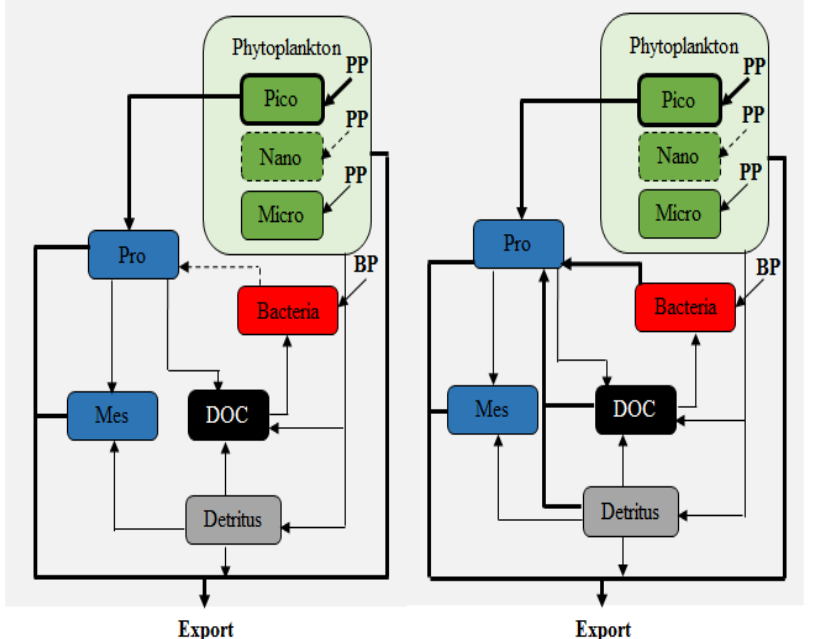 Phytoplankton
PP
Pico
PP
Nano
PP
Micro
Pro
BP
Bacteria
Mes
DOC
Detritus
Export
Phytoplankton
PP
Pico
PP
Nano
PP
Micro
Pro
BP
Bacteria
Mes
DOC
Detritus
Export